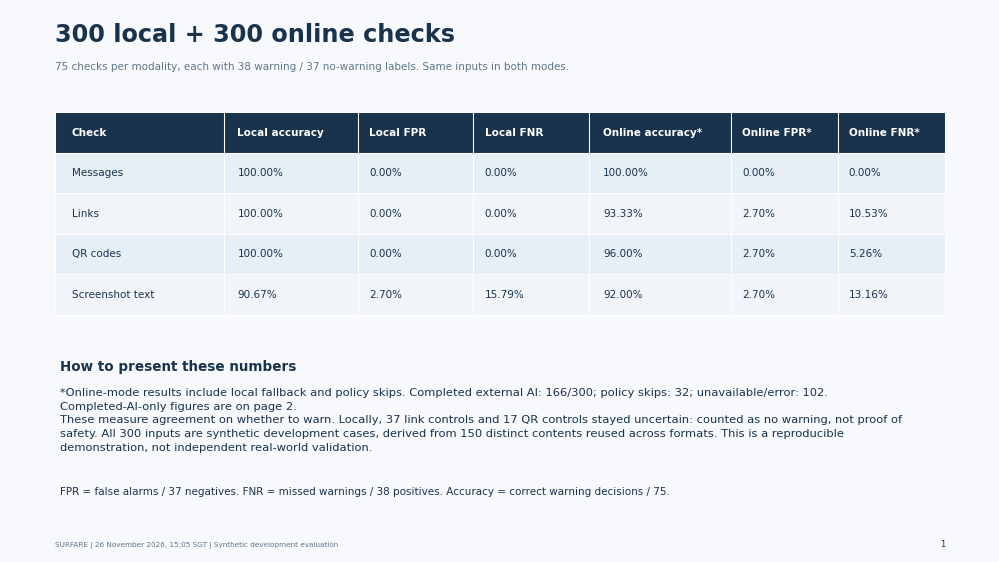 300 local + 300 online checks
75 checks per modality, each with 38 warning / 37 no-warning labels. Same inputs in both modes.
Check Local accuracy Local FPR Local FNR Online accuracy* Online FPR* Online FNR*
Messages 100.00% 0.00% 0.00% 100.00% 0.00% 0.00%
Links 100.00% 0.00% 0.00% 93.33% 2.70% 10.53%
QR codes 100.00% 0.00% 0.00% 96.00% 2.70% 5.26%
Screenshot text 90.67% 2.70% 15.79% 92.00% 2.70% 13.16%
How to present these numbers
*Online-mode results include local fallback and policy skips. Completed external AI: 166/300; policy skips: 32; unavailable/error: 102.
Completed-AI-only figures are on page 2.
These measure agreement on whether to warn. Locally, 37 link controls and 17 QR controls stayed uncertain: counted as no warning, not proof of
safety. All 300 inputs are synthetic development cases, derived from 150 distinct contents reused across formats. This is a reproducible
demonstration, not independent real-world validation.
FPR = false alarms / 37 negatives. FNR = missed warnings / 38 positives. Accuracy = correct warning decisions / 75.
SURFARE | 26 November 2026, 15:05 SGT | Synthetic development evaluation
1